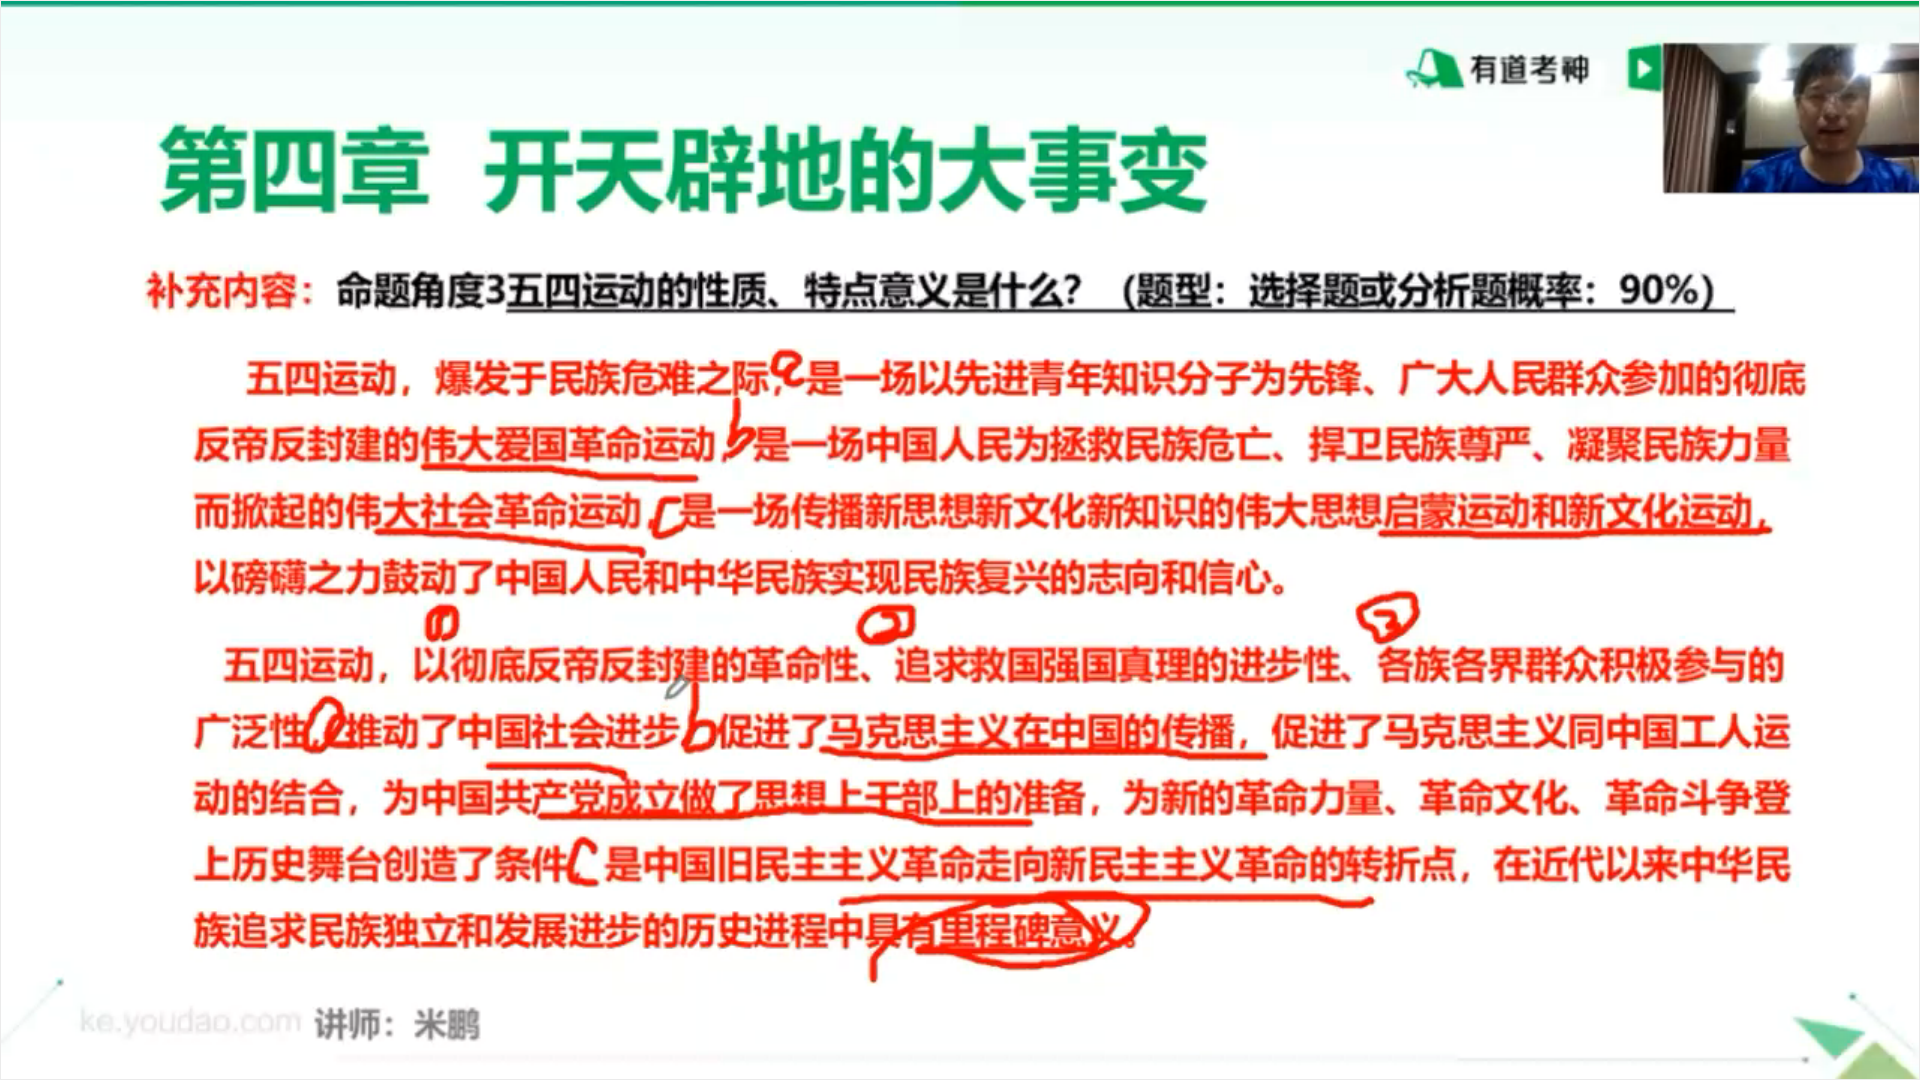 有道考神
第四章 开天辟地的大事变
补充内容：命题角度3五四运动的性质、特点意义是什么？（题型：选择题或分析题概率：90%）
五四运动，爆发于民族危难之际，a是一场以先进青年知识分子为先锋、广大人民群众参加的彻底
反帝反封建的伟大爱国革命运动，b是一场中国人民为拯救民族危亡、捍卫民族尊严、凝聚民族力量
而掀起的伟大社会革命运动，c是一场传播新思想新文化新知识的伟大思想启蒙运动和新文化运动，
以磅礴之力鼓动了中国人民和中华民族实现民族复兴的志向和信心。
① ② ③
五四运动，以彻底反帝反封建的革命性、追求救国强国真理的进步性、各族各界群众积极参与的
广泛性，a推动了中国社会进步，b促进了马克思主义在中国的传播，促进了马克思主义同中国工人运
动的结合，为中国共产党成立做了思想上干部上的准备，为新的革命力量、革命文化、革命斗争登
上历史舞台创造了条件，c是中国旧民主主义革命走向新民主主义革命的转折点，在近代以来中华民
族追求民族独立和发展进步的历史进程中具有里程碑意义。
ke.youdao.com 讲师：米鹏